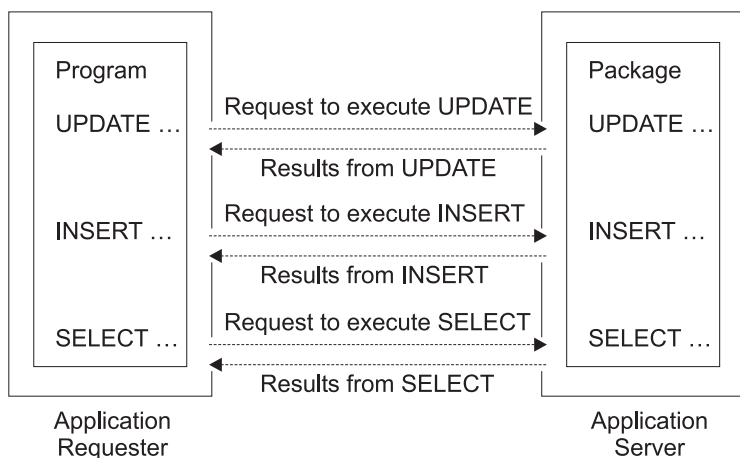 Program
Package
Request to execute UPDATE
UPDATE …
UPDATE …
Results from UPDATE
Request to execute INSERT
INSERT …
INSERT …
Results from INSERT
Request to execute SELECT
SELECT …
SELECT …
Results from SELECT
Application
Requester
Application
Server